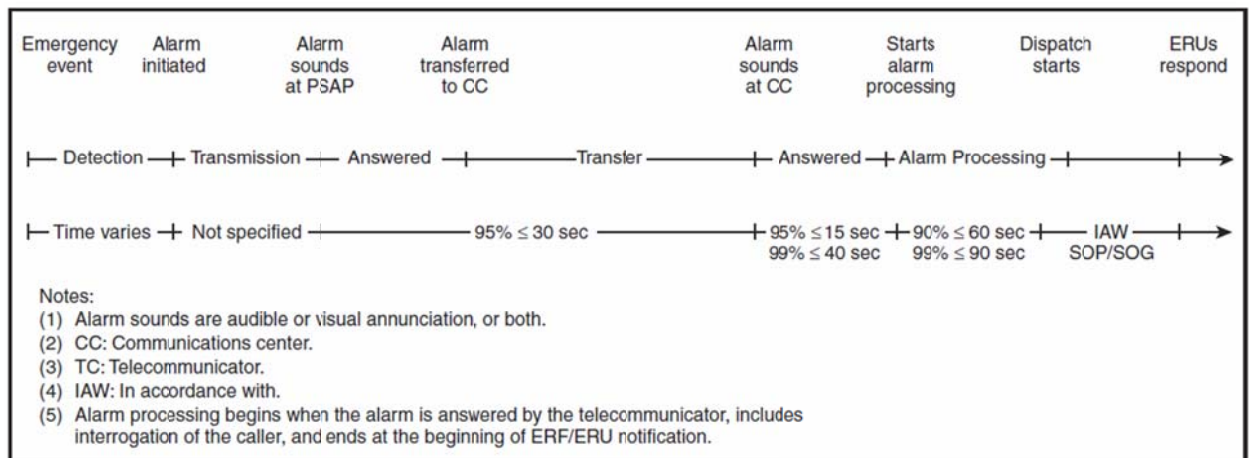 Emergency event
Alarm initiated
Alarm sounds at PSAP
Alarm transferred to CC
Alarm sounds at CC
Starts alarm processing
Dispatch starts
ERUs respond
Detection
Transmission
Answered
Transfer
Answered
Alarm Processing
Time varies
Not specified
95% ≤ 30 sec
95% ≤ 15 sec
99% ≤ 40 sec
90% ≤ 60 sec
99% ≤ 90 sec
IAW
SOP/SOG
Notes:
(1) Alarm sounds are audible or visual annunciation, or both.
(2) CC: Communications center.
(3) TC: Telecommunicator.
(4) IAW: In accordance with.
(5) Alarm processing begins when the alarm is answered by the telecommunicator, includes
interrogation of the caller, and ends at the beginning of ERF/ERU notification.